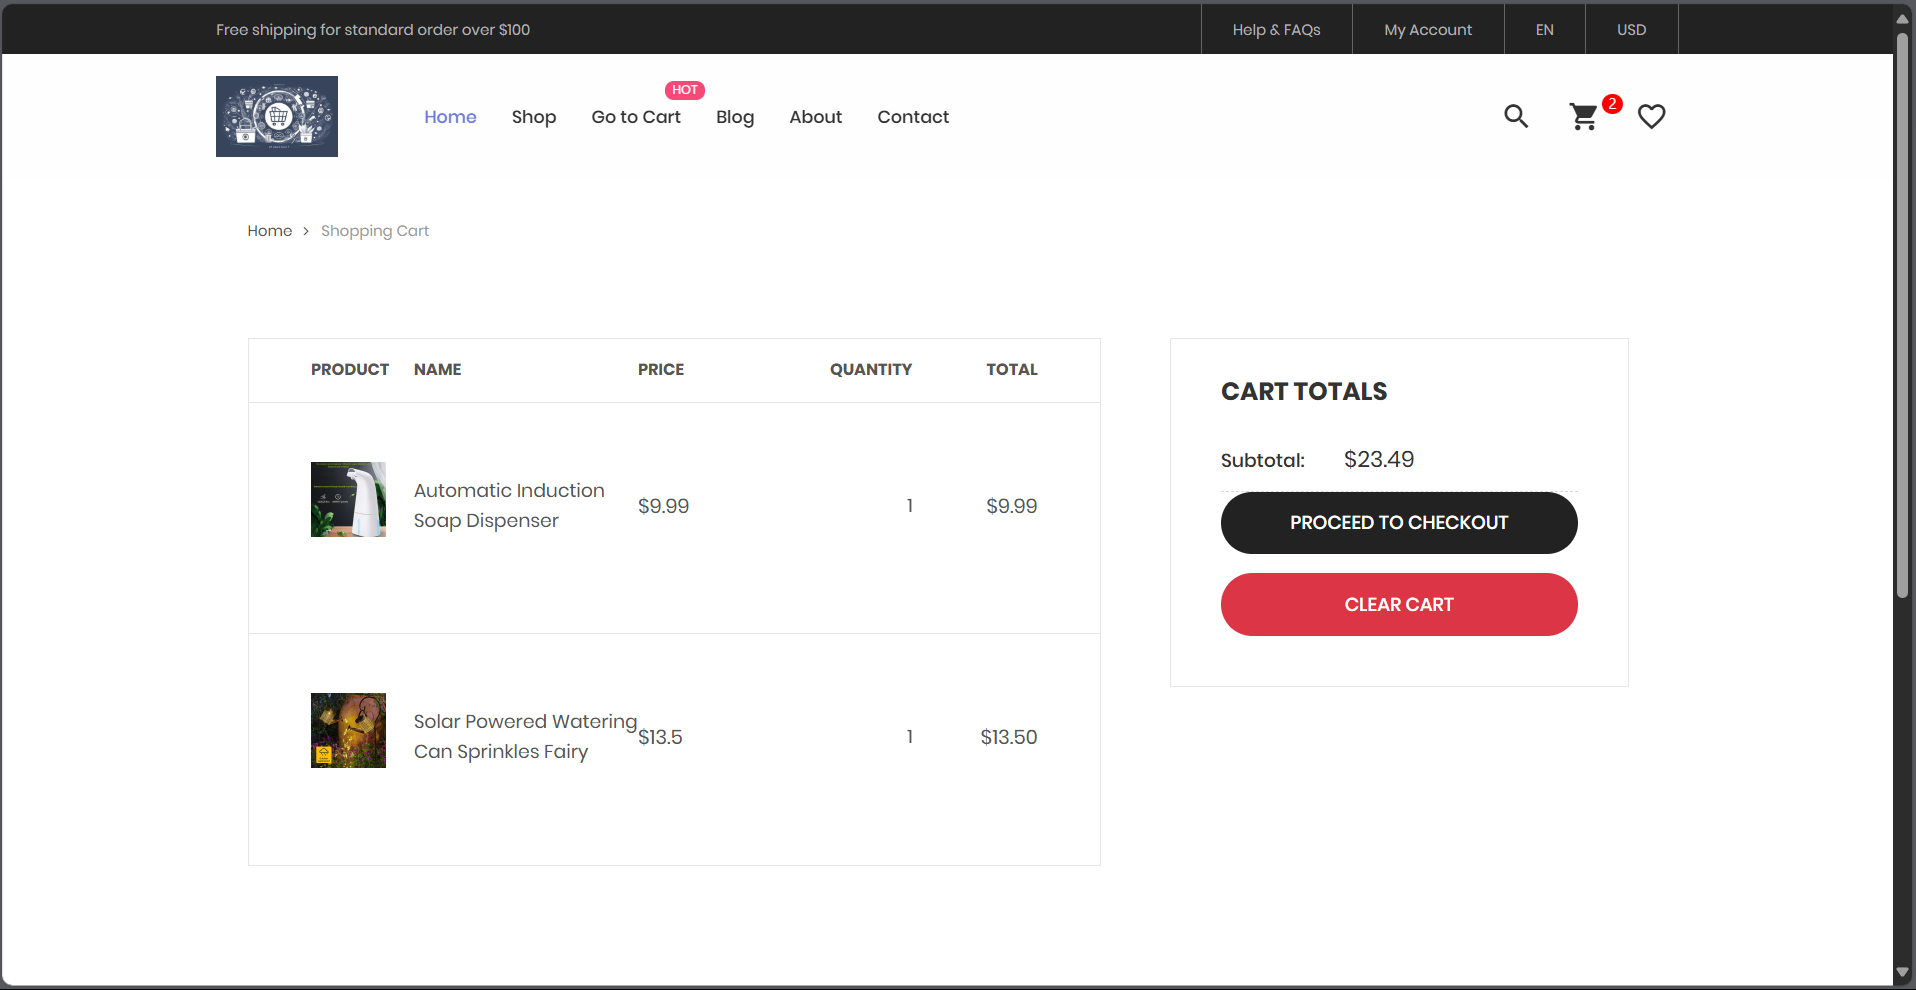 Free shipping for standard order over $100
Help & FAQs
My Account
EN
USD
Home
Shop
Go to Cart
HOT
Blog
About
Contact
2
Home > Shopping Cart
PRODUCT NAME PRICE QUANTITY TOTAL
Automatic Induction
Soap Dispenser
$9.99
1
$9.99
Solar Powered Watering
Can Sprinkles Fairy
$13.5
1
$13.50
CART TOTALS
Subtotal: $23.49
PROCEED TO CHECKOUT
CLEAR CART